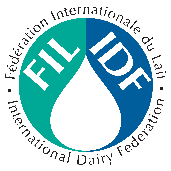 • Fédération Internationale du Lait •
FIL IDF
International Dairy Federation